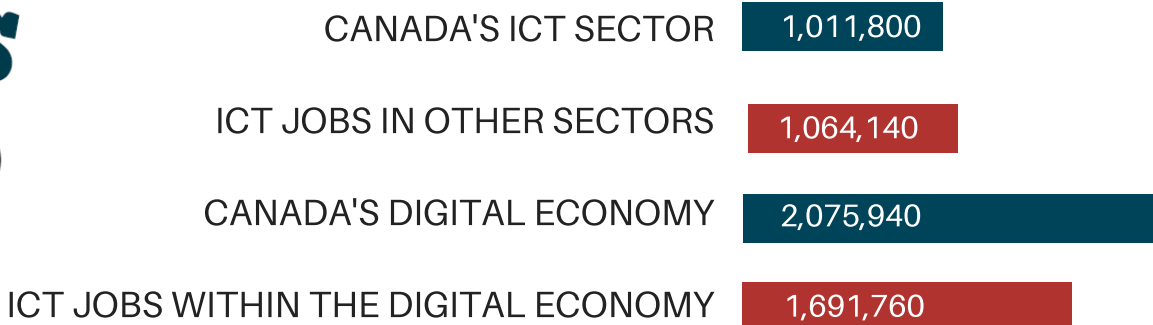 CANADA'S ICT SECTOR 1,011,800
ICT JOBS IN OTHER SECTORS 1,064,140
CANADA'S DIGITAL ECONOMY 2,075,940
ICT JOBS WITHIN THE DIGITAL ECONOMY 1,691,760